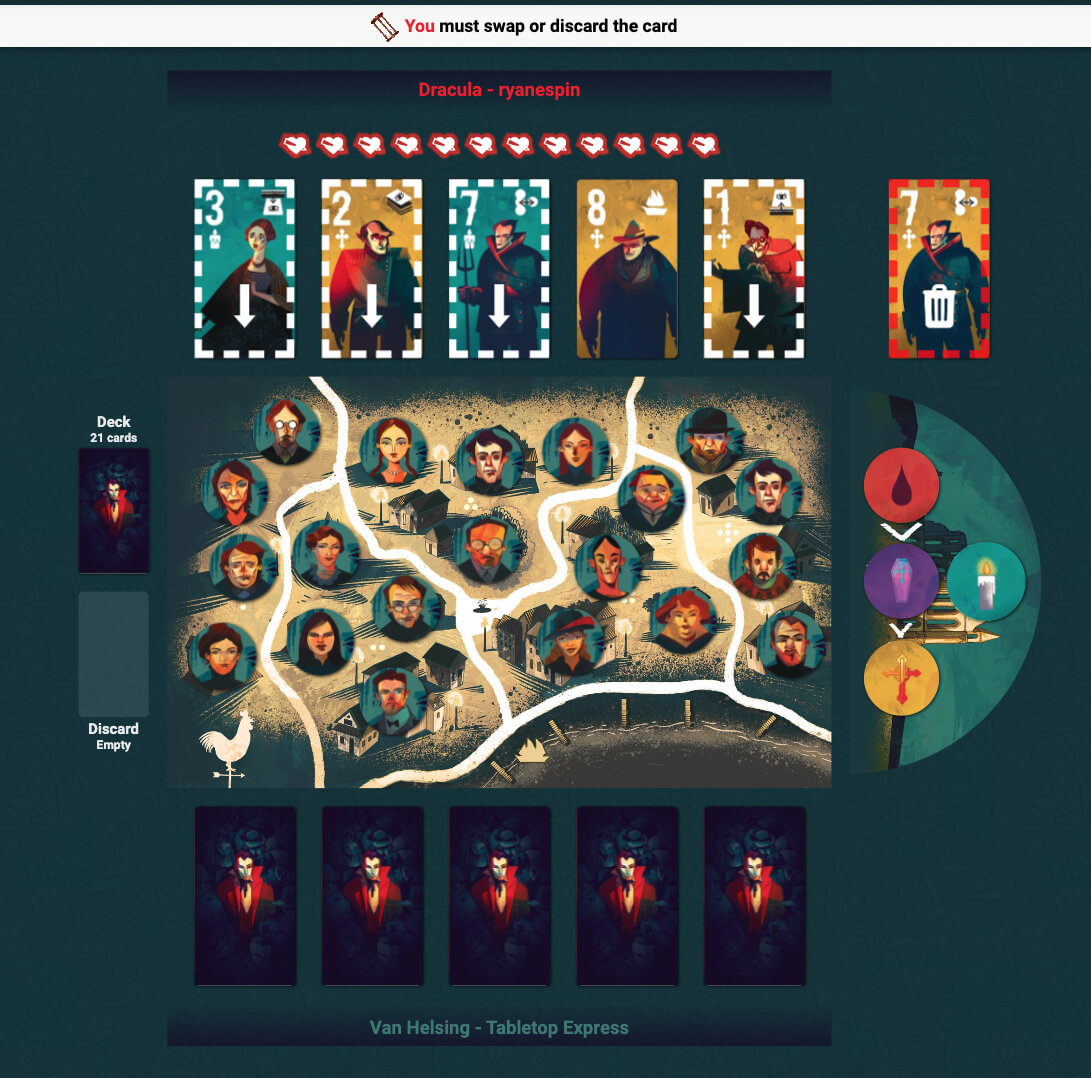 You must swap or discard the card
Dracula - ryanespin
3
2
7
8
1
7
Deck
21 cards
Discard
Empty
Van Helsing - Tabletop Express